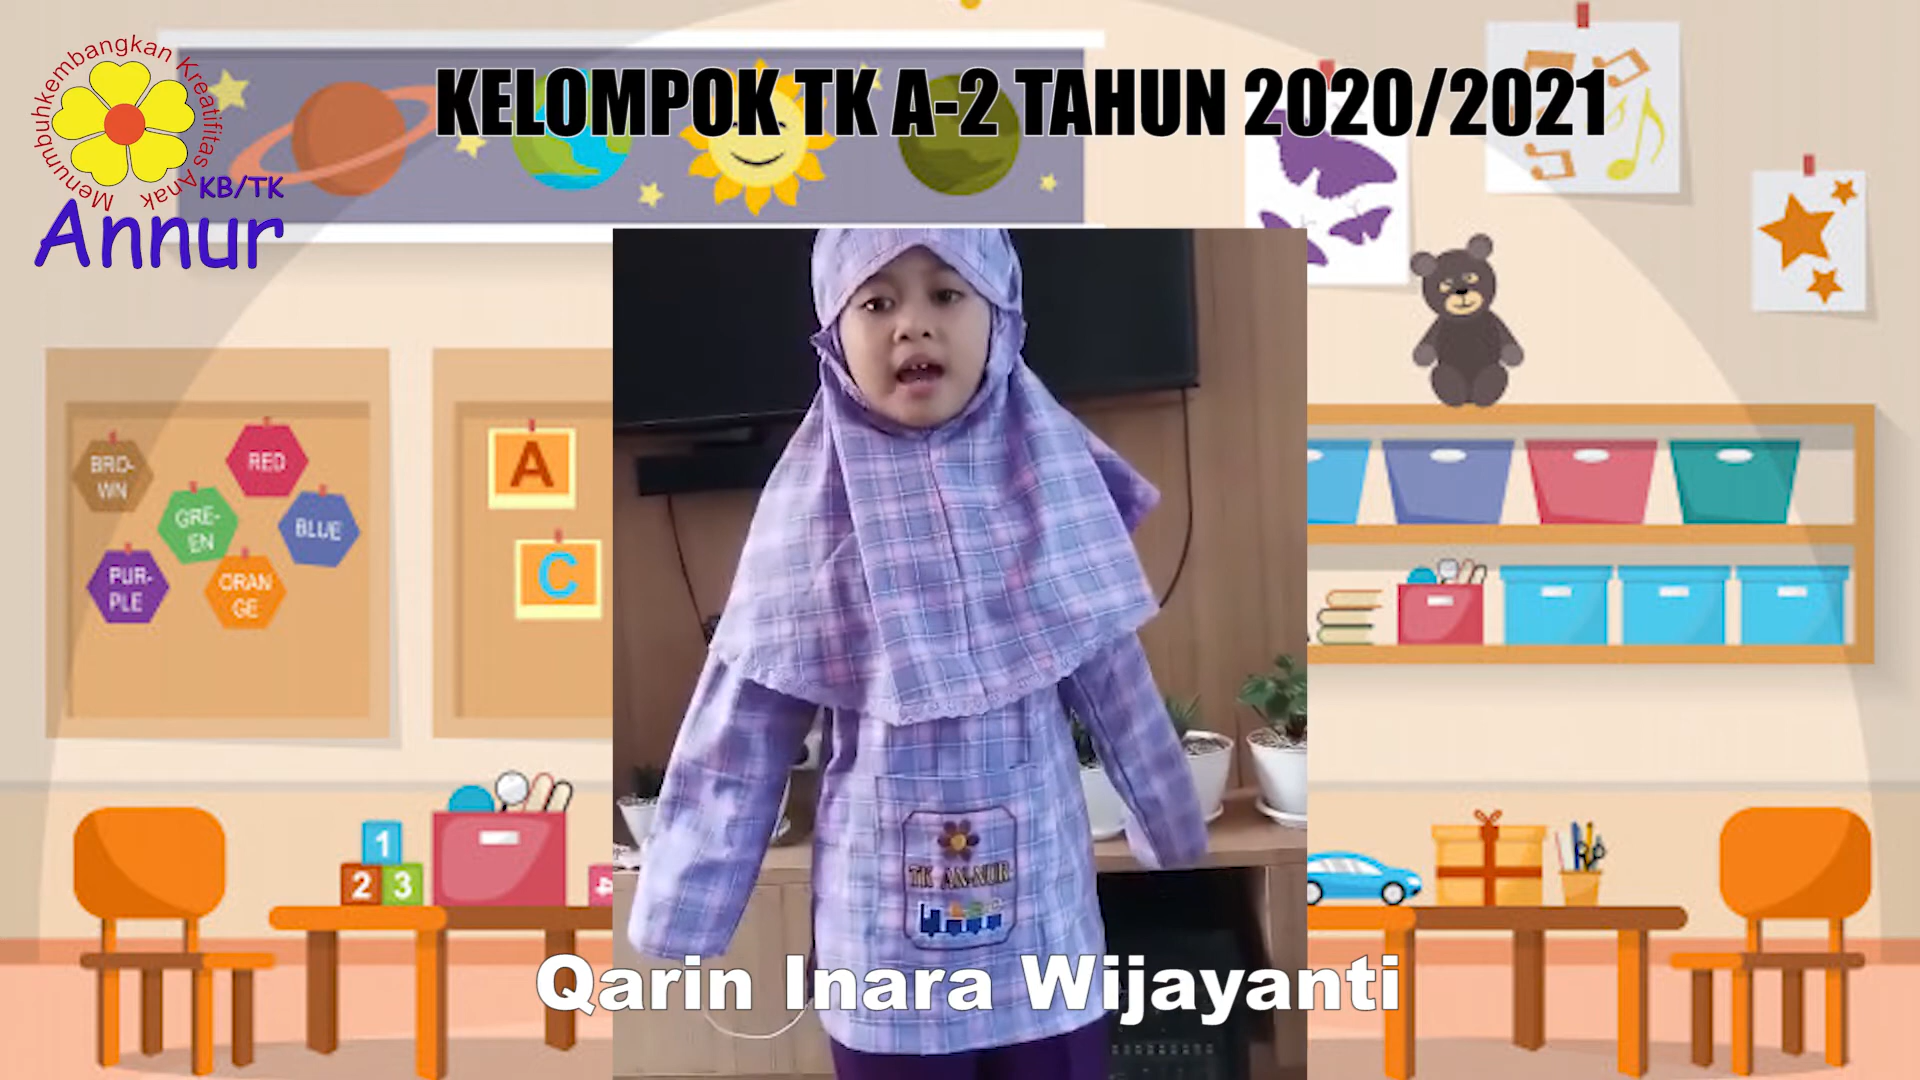 KELOMPOK TK A-2 TAHUN 2020/2021
Menumbuhkembangkan Kreatifitas Anak
KB/TK
Annur
BRO-
WN
RED
GRE-
EN
BLUE
PUR-
PLE
ORAN
GE
A
C
1
2 3
4
TK AN-NUR
Qarin Inara Wijayanti